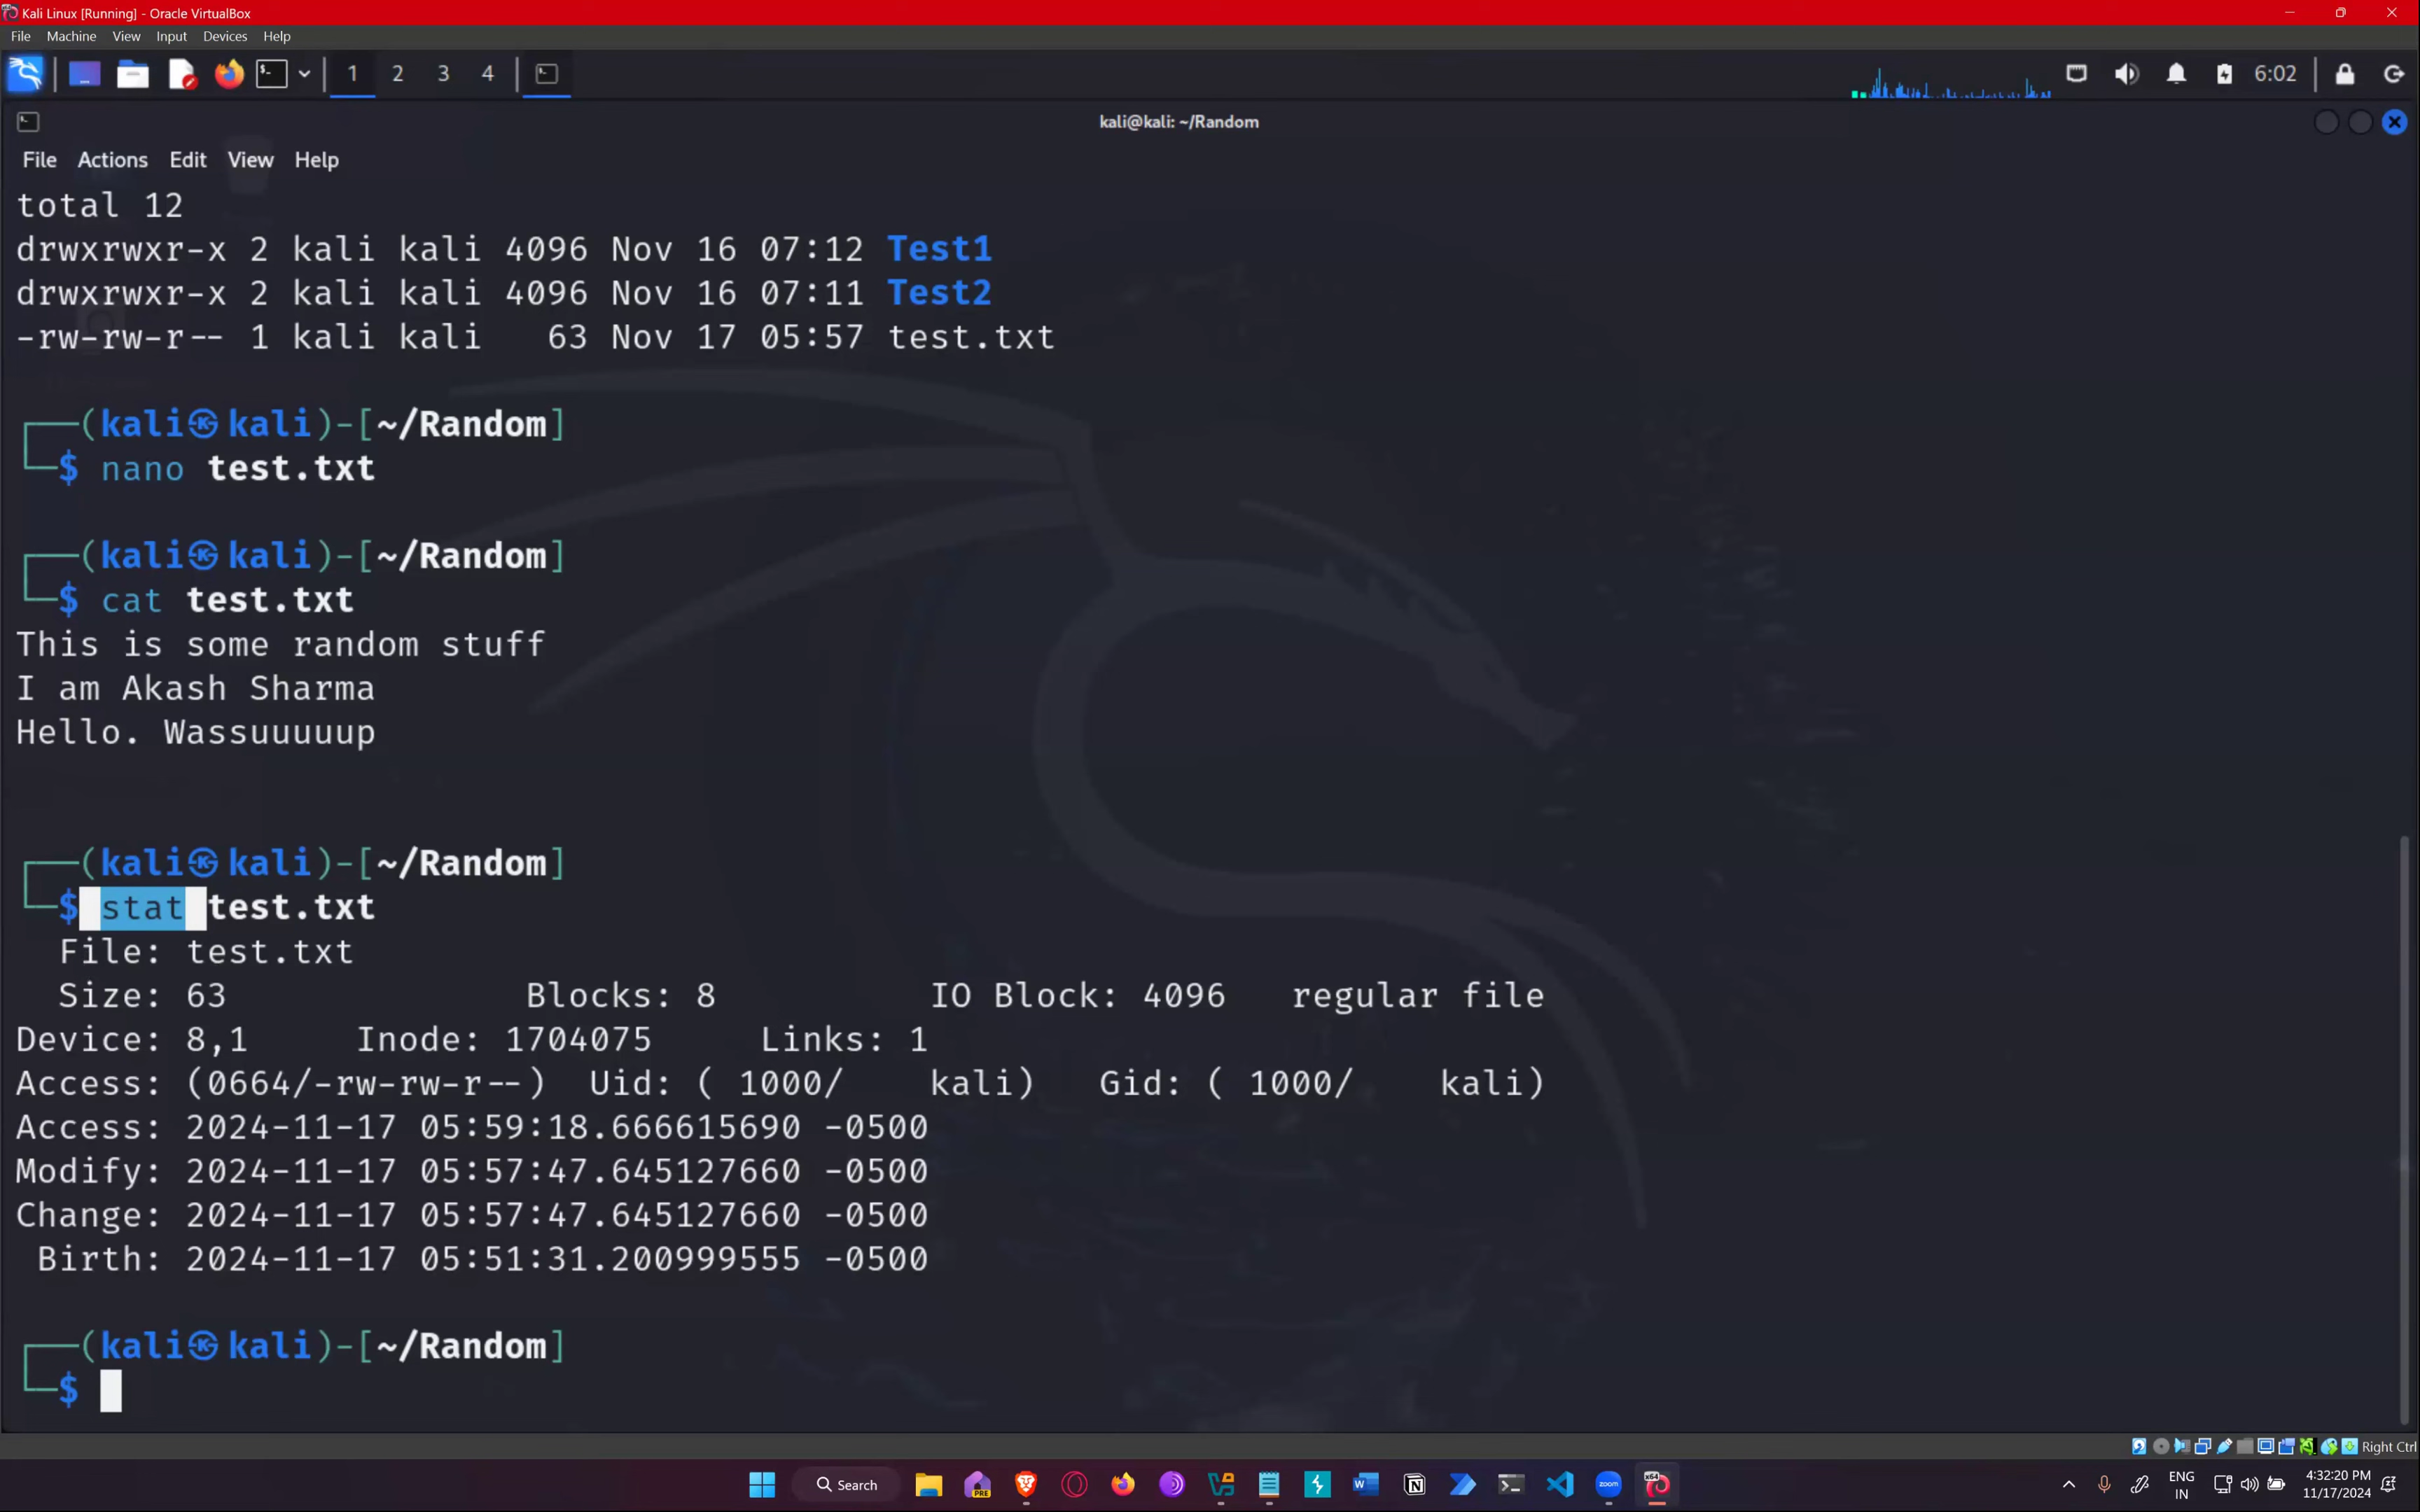 Kali Linux [Running] - Oracle VirtualBox
File Machine View Input Devices Help
1 2 3 4 6:02
kali@kali: ~/Random
File Actions Edit View Help
total 12
drwxrwxr-x 2 kali kali 4096 Nov 16 07:12 Test1
drwxrwxr-x 2 kali kali 4096 Nov 16 07:11 Test2
-rw-rw-r-- 1 kali kali 63 Nov 17 05:57 test.txt
┌──(kali㉿kali)-[~/Random]
└─$ nano test.txt
┌──(kali㉿kali)-[~/Random]
└─$ cat test.txt
This is some random stuff
I am Akash Sharma
Hello. Wassuuuuup
┌──(kali㉿kali)-[~/Random]
└─$ stat test.txt
File: test.txt
Size: 63 Blocks: 8 IO Block: 4096 regular file
Device: 8,1 Inode: 1704075 Links: 1
Access: (0664/-rw-rw-r--) Uid: ( 1000/ kali) Gid: ( 1000/ kali)
Access: 2024-11-17 05:59:18.666615690 -0500
Modify: 2024-11-17 05:57:47.645127660 -0500
Change: 2024-11-17 05:57:47.645127660 -0500
Birth: 2024-11-17 05:51:31.200999555 -0500
┌──(kali㉿kali)-[~/Random]
└─$
Right Ctrl
Search PRE zoom x64 ENG IN 4:32:20 PM
11/17/2024